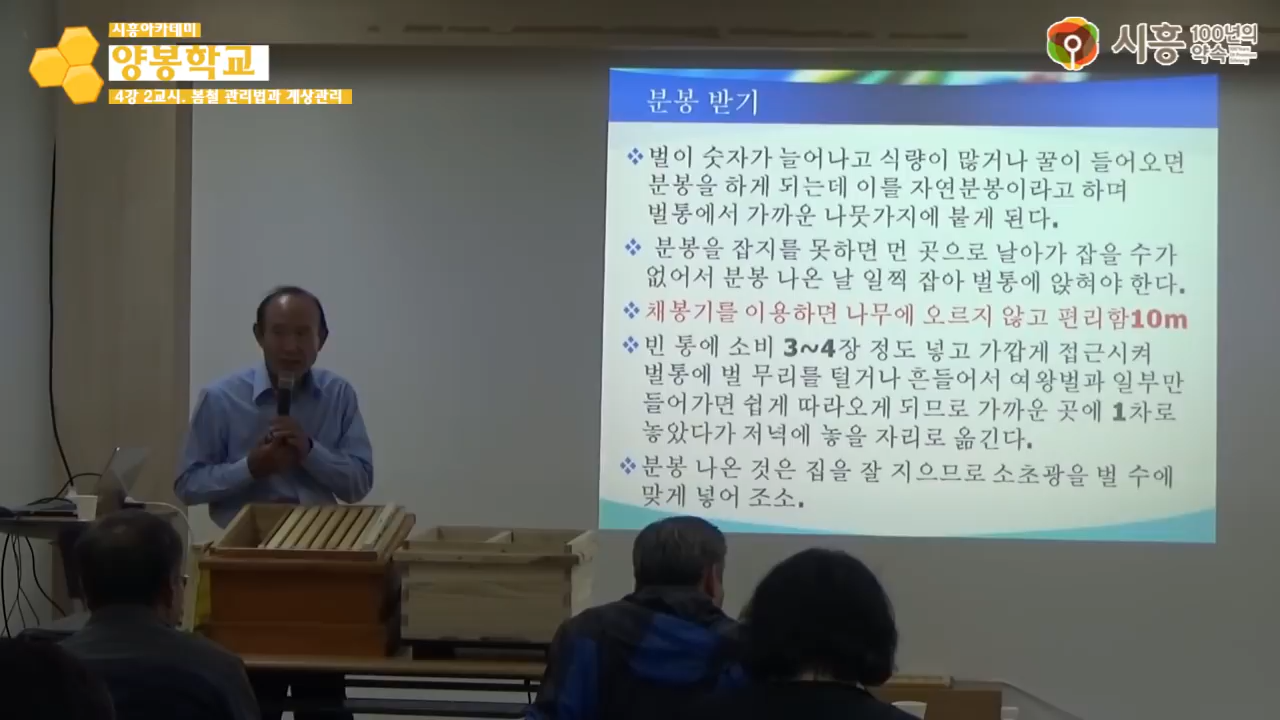 시흥아카데미
양봉학교
4강 2교시. 봄철 관리법과 계상관리
시흥 100년의
약속
분봉 받기
❖벌이 숫자가 늘어나고 식량이 많거나 꿀이 들어오면
분봉을 하게 되는데 이를 자연분봉이라고 하며
벌통에서 가까운 나뭇가지에 붙게 된다.
❖ 분봉을 잡지를 못하면 먼 곳으로 날아가 잡을 수가
없어서 분봉 나온 날 일찍 잡아 벌통에 앉혀야 한다.
❖채봉기를 이용하면 나무에 오르지 않고 편리함10m
❖빈 통에 소비 3~4장 정도 넣고 가깝게 접근시켜
벌통에 벌 무리를 털거나 흔들어서 여왕벌과 일부만
들어가면 쉽게 따라오게 되므로 가까운 곳에 1차로
놓았다가 저녁에 놓을 자리로 옮긴다.
❖분봉 나온 것은 집을 잘 지으므로 소초광을 벌 수에
맞게 넣어 조소.